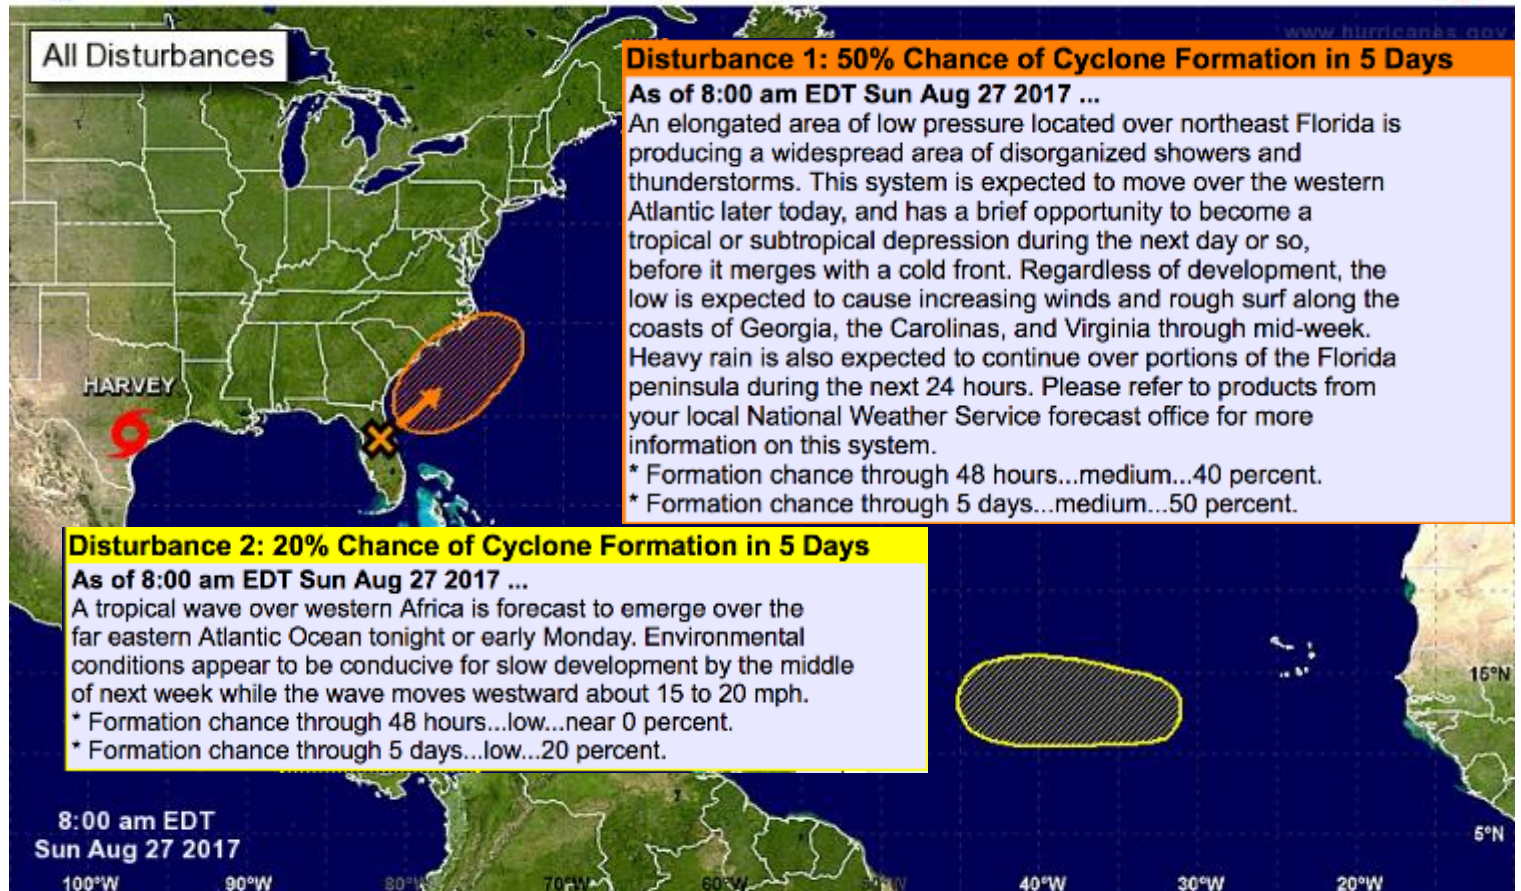 www.hurricanes.gov
All Disturbances
Disturbance 1: 50% Chance of Cyclone Formation in 5 Days
As of 8:00 am EDT Sun Aug 27 2017 ...
An elongated area of low pressure located over northeast Florida is
producing a widespread area of disorganized showers and
thunderstorms. This system is expected to move over the western
Atlantic later today, and has a brief opportunity to become a
tropical or subtropical depression during the next day or so,
before it merges with a cold front. Regardless of development, the
low is expected to cause increasing winds and rough surf along the
coasts of Georgia, the Carolinas, and Virginia through mid-week.
Heavy rain is also expected to continue over portions of the Florida
peninsula during the next 24 hours. Please refer to products from
your local National Weather Service forecast office for more
information on this system.
* Formation chance through 48 hours...medium...40 percent.
* Formation chance through 5 days...medium...50 percent.
HARVEY
Disturbance 2: 20% Chance of Cyclone Formation in 5 Days
As of 8:00 am EDT Sun Aug 27 2017 ...
A tropical wave over western Africa is forecast to emerge over the
far eastern Atlantic Ocean tonight or early Monday. Environmental
conditions appear to be conducive for slow development by the middle
of next week while the wave moves westward about 15 to 20 mph.
* Formation chance through 48 hours...low...near 0 percent.
* Formation chance through 5 days...low...20 percent.
15°N
5°N
8:00 am EDT
Sun Aug 27 2017
100°W 90°W 80°W 70°W 60°W 50°W 40°W 30°W 20°W